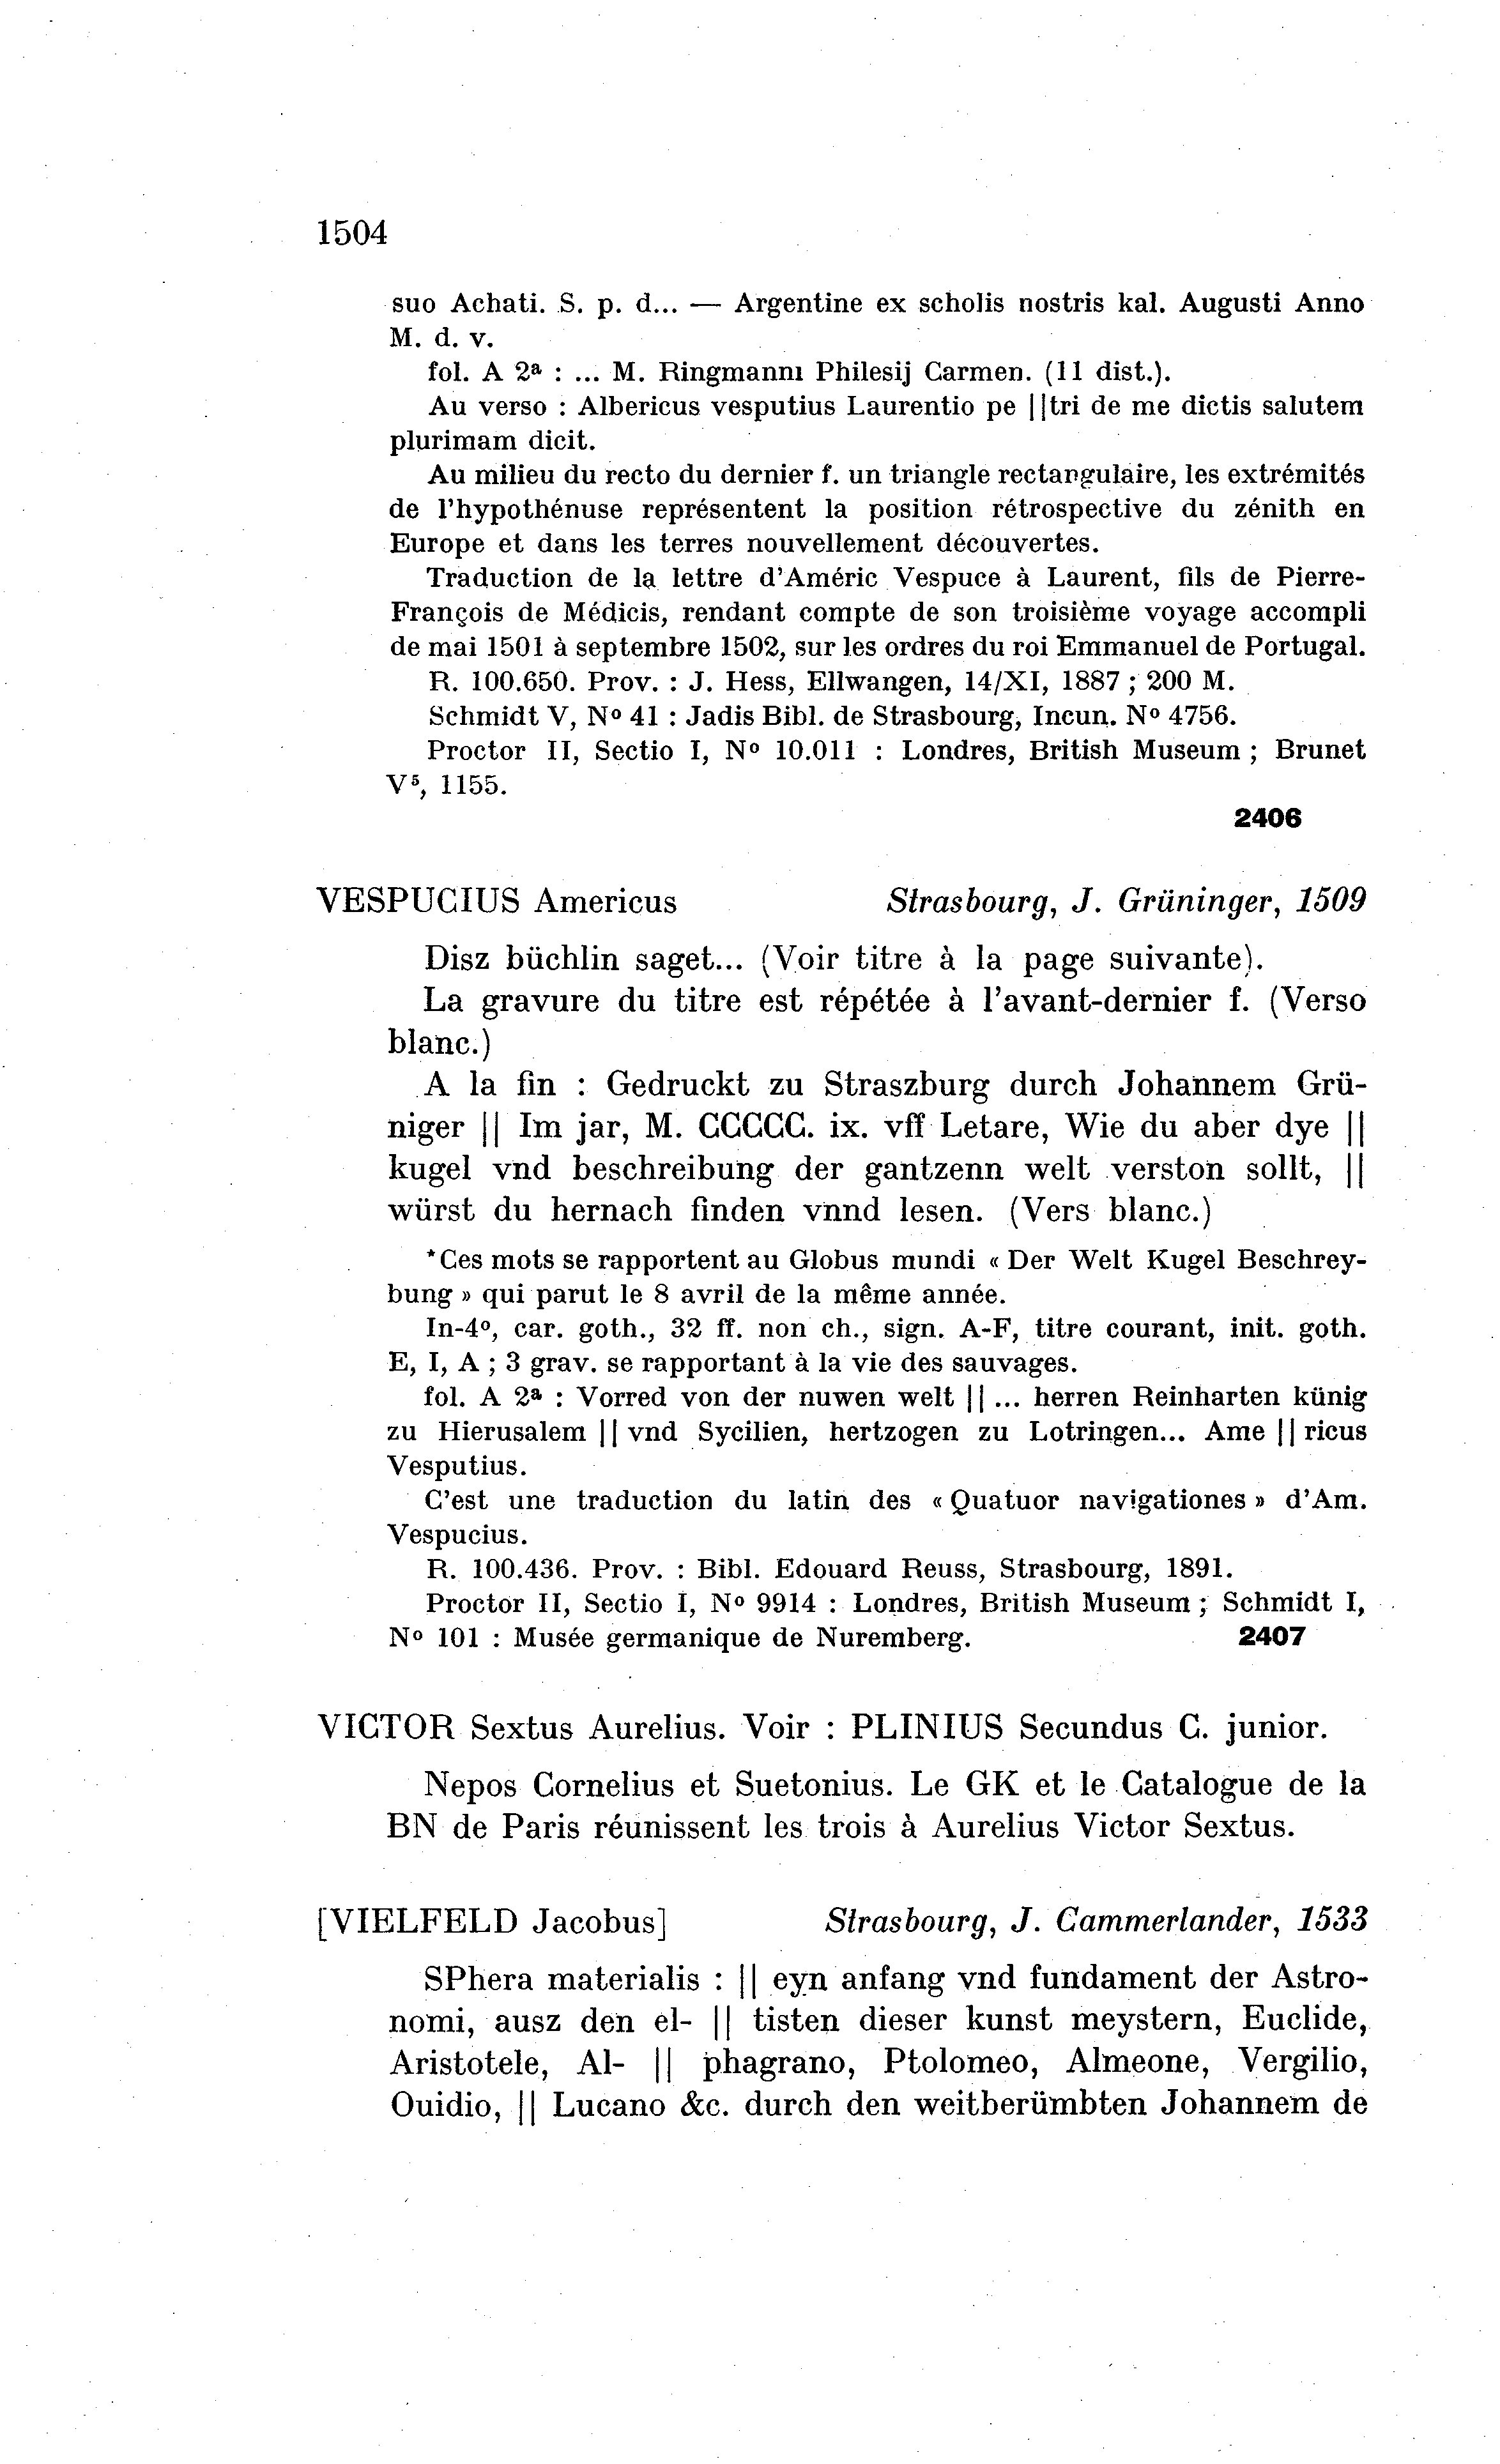 1504
suo Achati. S. p. d... — Argentine ex scholis nostris kal. Augusti Anno
M. d. v.
fol. A 2ª : ... M. Ringmannı Philesij Carmen. (11 dist.).
Au verso : Albericus vesputius Laurentio pe ||tri de me dictis salutem
plurimam dicit.
Au milieu du recto du dernier f. un triangle rectangulaire, les extrémités
de l'hypothénuse représentent la position rétrospective du zénith en
Europe et dans les terres nouvellement découvertes.
Traduction de la lettre d'Améric Vespuce à Laurent, fils de Pierre-
François de Médicis, rendant compte de son troisième voyage accompli
de mai 1501 à septembre 1502, sur les ordres du roi Emmanuel de Portugal.
R. 100.650. Prov. : J. Hess, Ellwangen, 14/XI, 1887 ; 200 M.
Schmidt V, Nº 41 : Jadis Bibl. de Strasbourg, Incun. Nº 4756.
Proctor II, Sectio I, Nº 10.011 : Londres, British Museum ; Brunet
V⁵, 1155.
2406
VESPUCIUS Americus Strasbourg, J. Grüninger, 1509
Disz büchlin saget... (Voir titre à la page suivante).
La gravure du titre est répétée à l'avant-dernier f. (Verso
blanc.)
A la fin : Gedruckt zu Straszburg durch Johannem Grü-
niger || Im jar, M. CCCCC. ix. vff Letare, Wie du aber dye ||
kugel vnd beschreibung der gantzenn welt verston sollt, ||
würst du hernach finden vnnd lesen. (Vers blanc.)
*Ces mots se rapportent au Globus mundi « Der Welt Kugel Beschrey-
bung » qui parut le 8 avril de la même année.
In-4º, car. goth., 32 ff. non ch., sign. A-F, titre courant, init. goth.
E, I, A ; 3 grav. se rapportant à la vie des sauvages.
fol. A 2ª : Vorred von der nuwen welt || ... herren Reinharten künig
zu Hierusalem || vnd Sycilien, hertzogen zu Lotringen... Ame || ricus
Vesputius.
C'est une traduction du latin des « Quatuor navigationes » d'Am.
Vespucius.
R. 100.436. Prov. : Bibl. Edouard Reuss, Strasbourg, 1891.
Proctor II, Sectio I, Nº 9914 : Londres, British Museum ; Schmidt I,
Nº 101 : Musée germanique de Nuremberg. 2407
VICTOR Sextus Aurelius. Voir : PLINIUS Secundus C. junior.
Nepos Cornelius et Suetonius. Le GK et le Catalogue de la
BN de Paris réunissent les trois à Aurelius Victor Sextus.
[VIELFELD Jacobus] Strasbourg, J. Cammerlander, 1533
SPhera materialis : || eyn anfang vnd fundament der Astro-
nomi, ausz den el- || tisten dieser kunst meystern, Euclide,
Aristotele, Al- || phagrano, Ptolomeo, Almeone, Vergilio,
Ouidio, || Lucano &c. durch den weitberümbten Johannem de